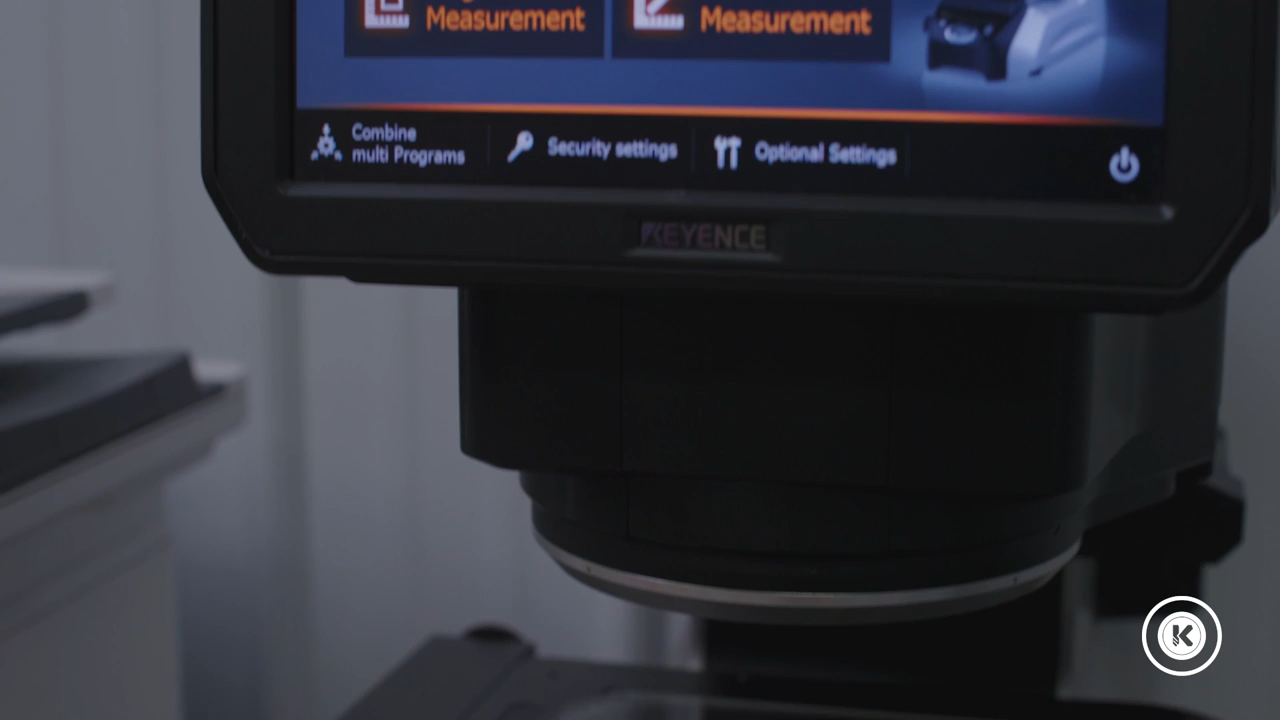 Measurement
Measurement
Combine
multi Programs
Security settings
Optional Settings
KEYENCE
K